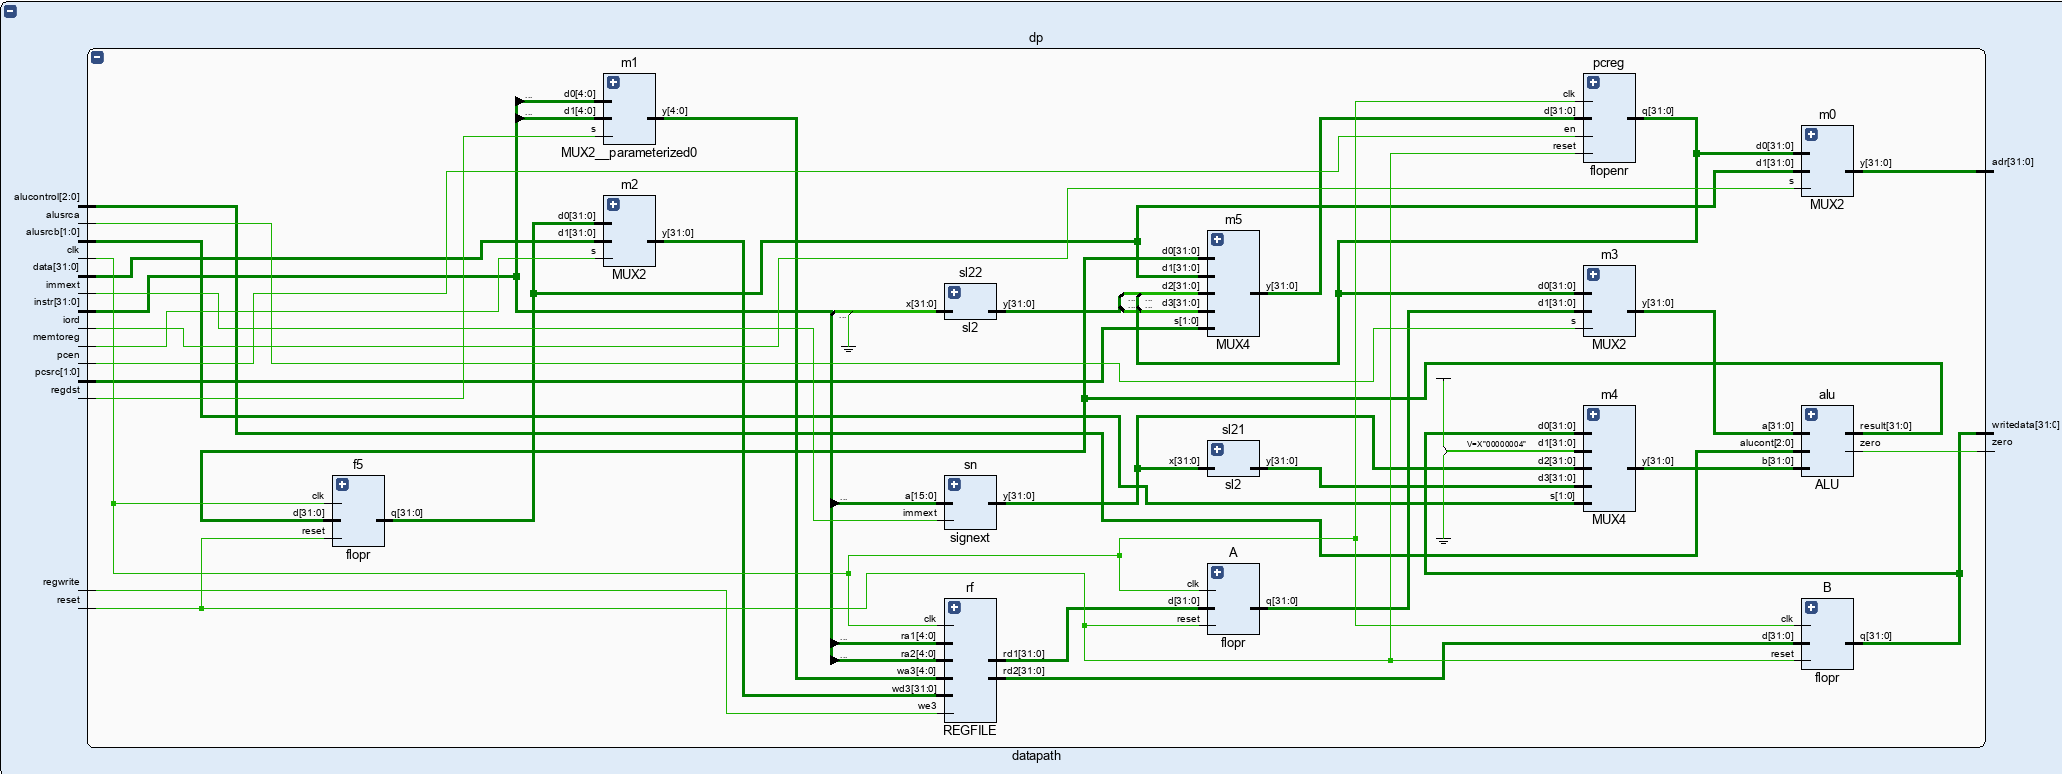 dp
m1
d0[4:0]
d1[4:0]
s
y[4:0]
MUX2__parameterized0
pcreg
clk
d[31:0]
en
reset
q[31:0]
flopenr
m0
d0[31:0]
d1[31:0]
s
y[31:0]
MUX2
adr[31:0]
alucontrol[2:0]
alusrca
alusrcb[1:0]
clk
data[31:0]
immext
instr[31:0]
iord
memtoreg
pcen
pcsrc[1:0]
regdst
m2
d0[31:0]
d1[31:0]
s
y[31:0]
MUX2
sl22
x[31:0]
y[31:0]
sl2
m5
d0[31:0]
d1[31:0]
d2[31:0]
d3[31:0]
s[1:0]
y[31:0]
MUX4
m3
d0[31:0]
d1[31:0]
s
y[31:0]
MUX2
m4
V=X"00000004"
d0[31:0]
d1[31:0]
d2[31:0]
d3[31:0]
s[1:0]
y[31:0]
MUX4
alu
a[31:0]
alucont[2:0]
b[31:0]
result[31:0]
zero
ALU
writedata[31:0]
zero
f5
clk
d[31:0]
reset
q[31:0]
flopr
sn
a[15:0]
immext
y[31:0]
signext
sl21
x[31:0]
y[31:0]
sl2
regwrite
reset
rf
clk
ra1[4:0]
ra2[4:0]
wa3[4:0]
wd3[31:0]
we3
rd1[31:0]
rd2[31:0]
REGFILE
A
clk
d[31:0]
reset
q[31:0]
flopr
B
clk
d[31:0]
reset
q[31:0]
flopr
datapath